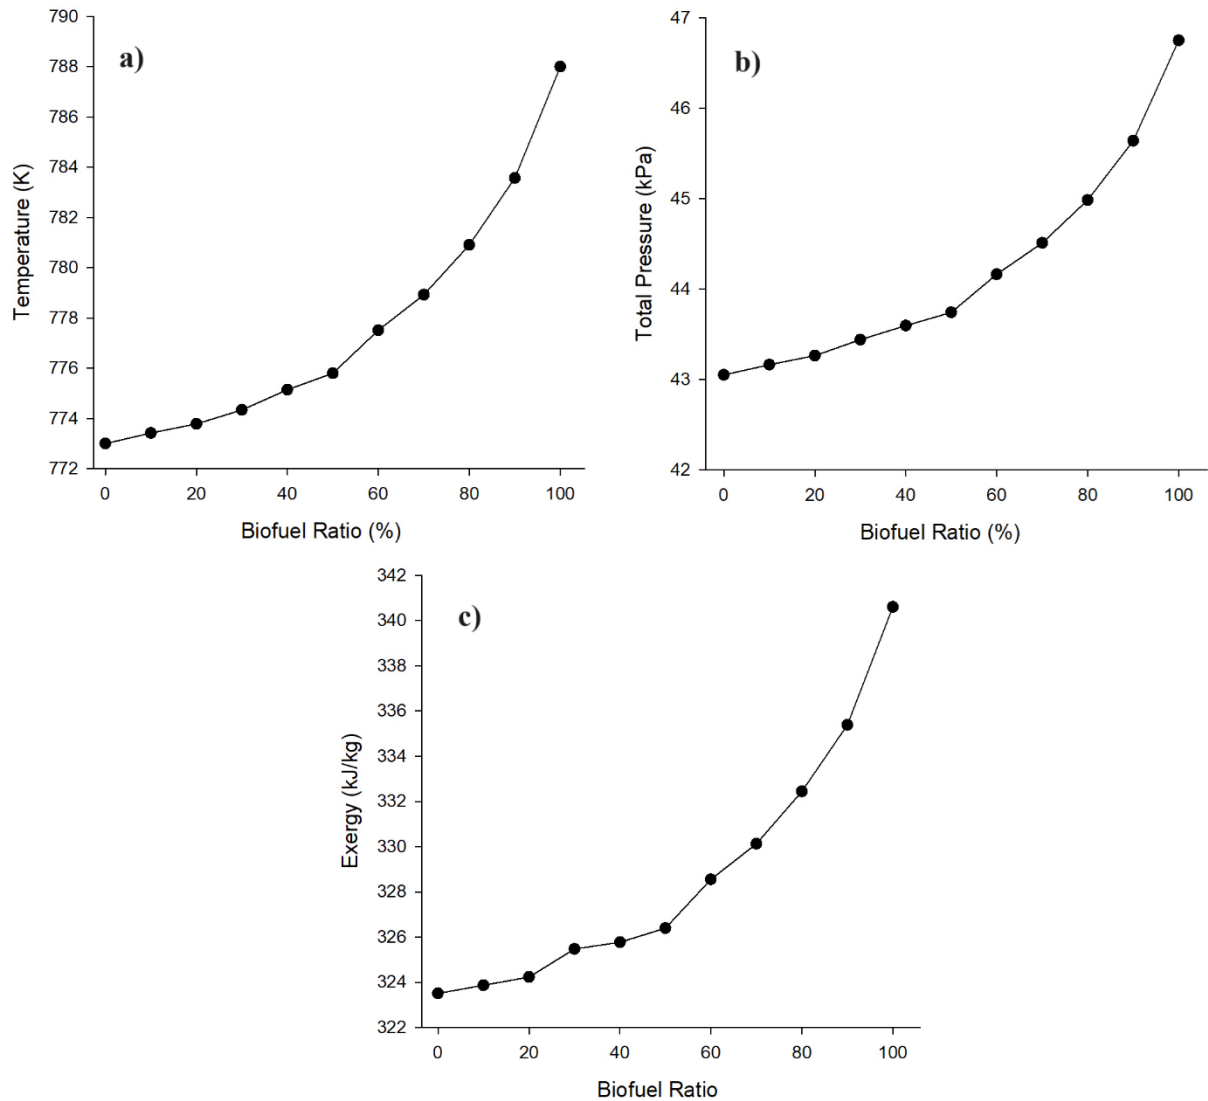 a)
790
788
786
784
782
780
778
776
774
772
Temperature (K)
0 20 40 60 80 100
Biofuel Ratio (%)
b)
47
46
45
44
43
42
Total Pressure (kPa)
0 20 40 60 80 100
Biofuel Ratio (%)
c)
342
340
338
336
334
332
330
328
326
324
322
Exergy (kJ/kg)
0 20 40 60 80 100
Biofuel Ratio